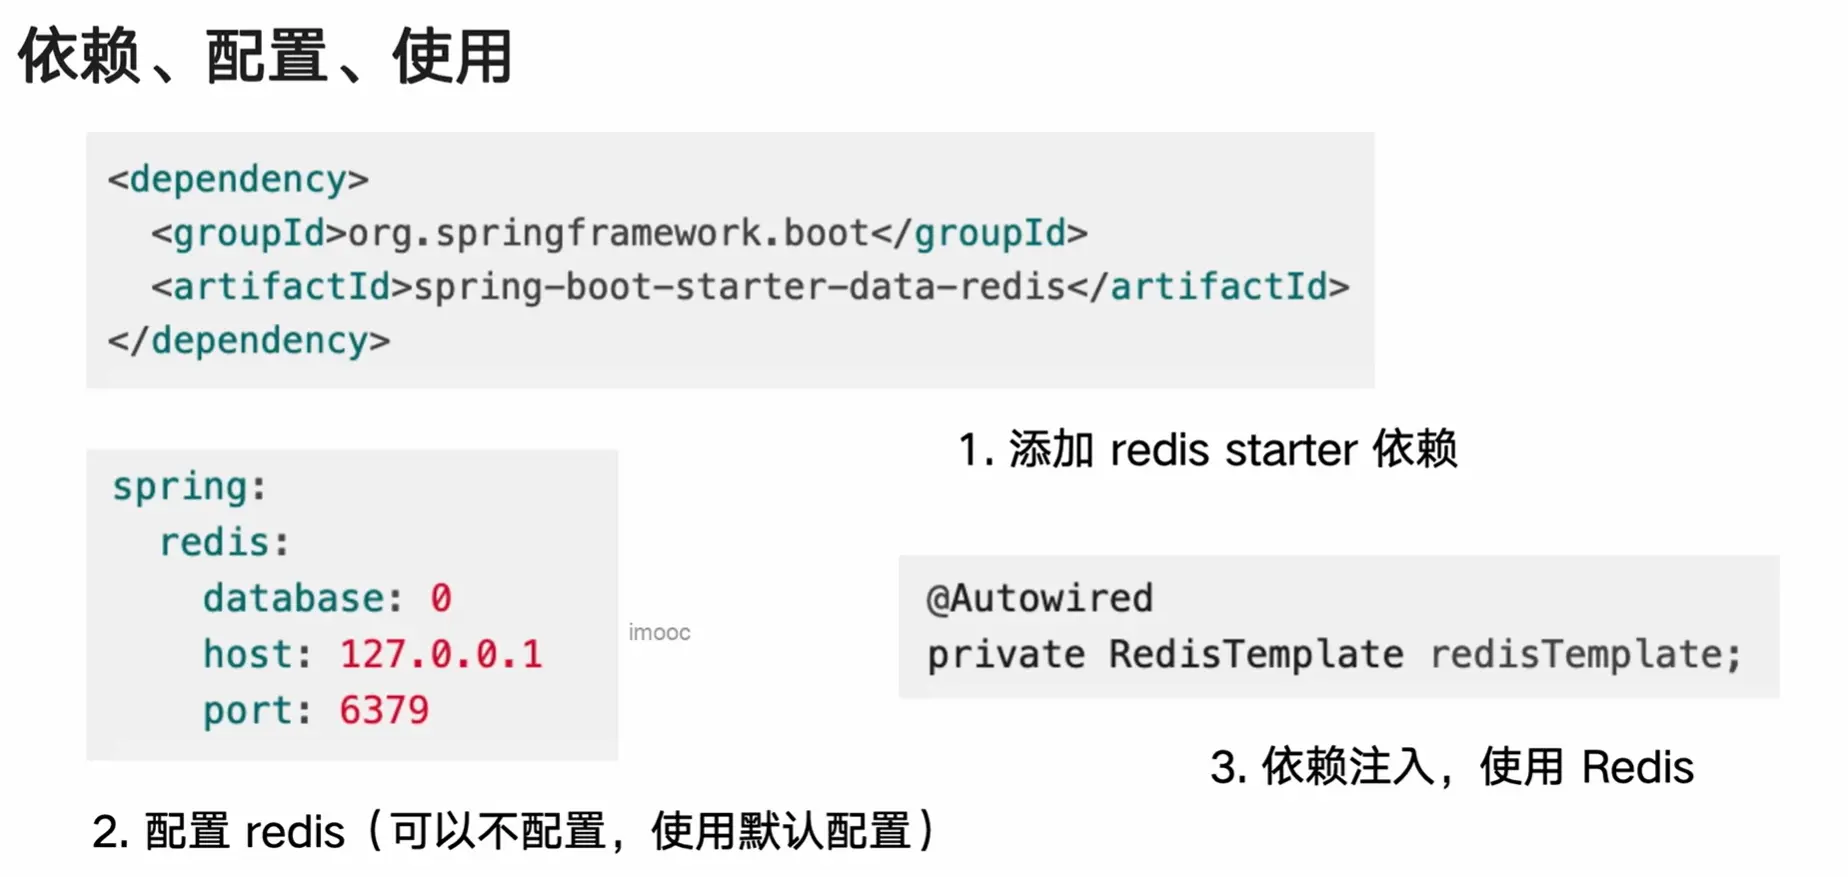 依赖、配置、使用
<dependency>
  <groupId>org.springframework.boot</groupId>
  <artifactId>spring-boot-starter-data-redis</artifactId>
</dependency>
1. 添加 redis starter 依赖
spring:
  redis:
    database: 0
    host: 127.0.0.1
    port: 6379
imooc
2. 配置 redis（可以不配置，使用默认配置）
@Autowired
private RedisTemplate redisTemplate;
3. 依赖注入，使用 Redis